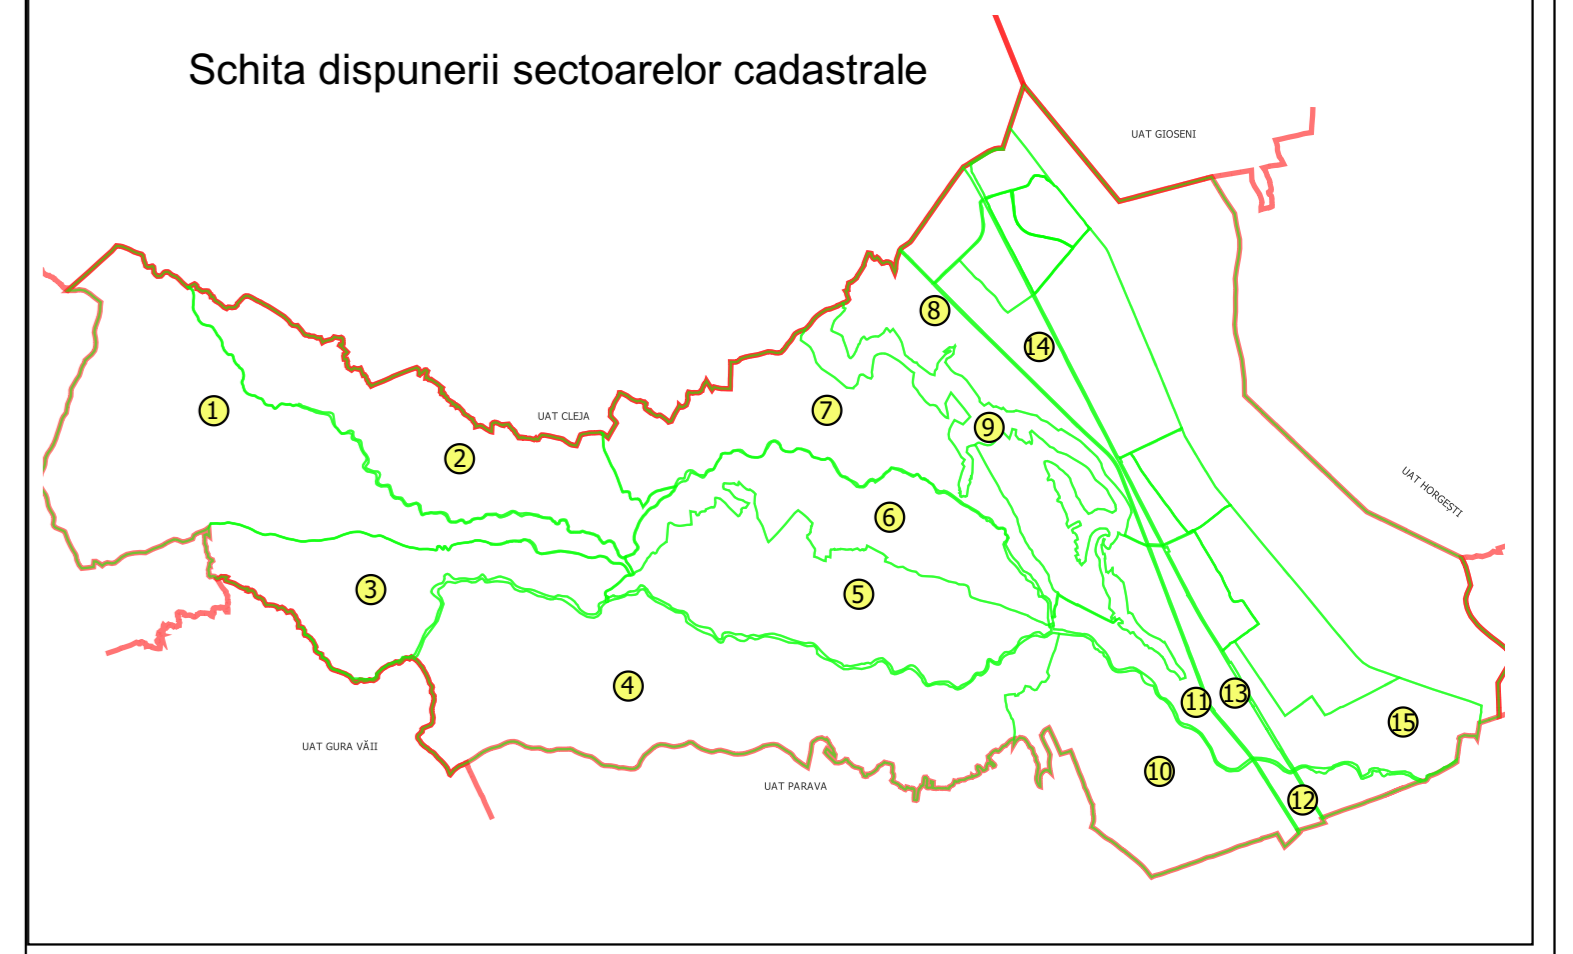 Schita dispunerii sectoarelor cadastrale
UAT GIOSENI
8
14
1
UAT CLEJA
7
9
2
UAT HORGEȘTI
6
3
5
4
11
13
15
UAT GURA VĂII
10
UAT PARAVA
12